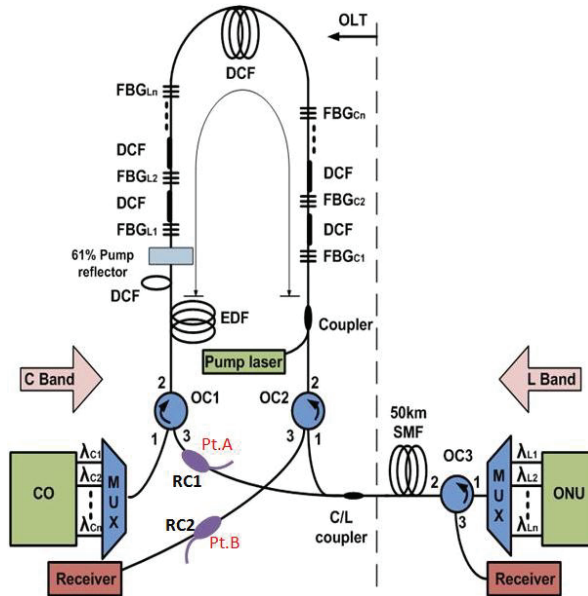 OLT
DCF
FBGLn
FBGCn
DCF
DCF
FBGL2
FBGC2
DCF
DCF
FBGL1
FBGC1
61% Pump
reflector
DCF
EDF
Coupler
Pump laser
C Band
L Band
2
2
OC1
OC2
50km
SMF
OC3
1
3
3
1
Pt.A
λC1
λC2
λCn
CO
MUX
RC1
2
1
3
MUX
λL1
λL2
λLn
ONU
RC2
Pt.B
C/L
coupler
Receiver
Receiver